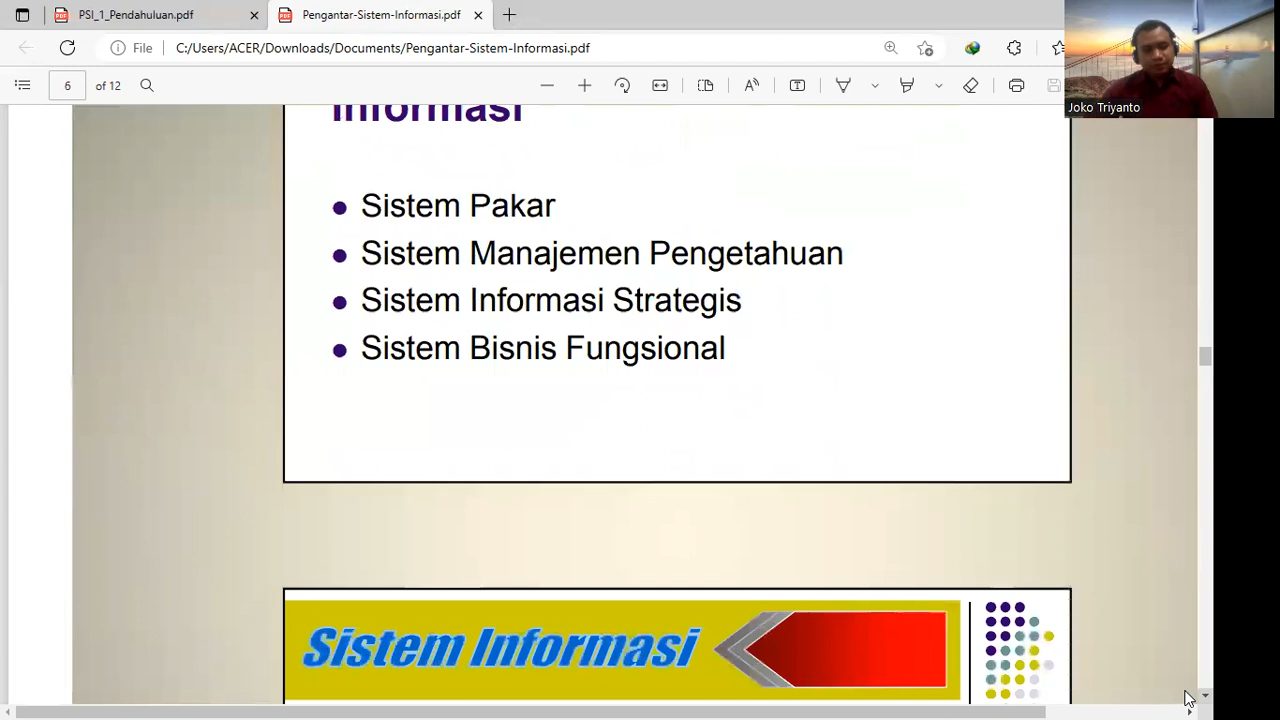 PSI_1_Pendahuluan.pdf
Pengantar-Sistem-Informasi.pdf
File
C:/Users/ACER/Downloads/Documents/Pengantar-Sistem-Informasi.pdf
6 of 12
Joko Triyanto
Informasi
Sistem Pakar
Sistem Manajemen Pengetahuan
Sistem Informasi Strategis
Sistem Bisnis Fungsional
Sistem Informasi